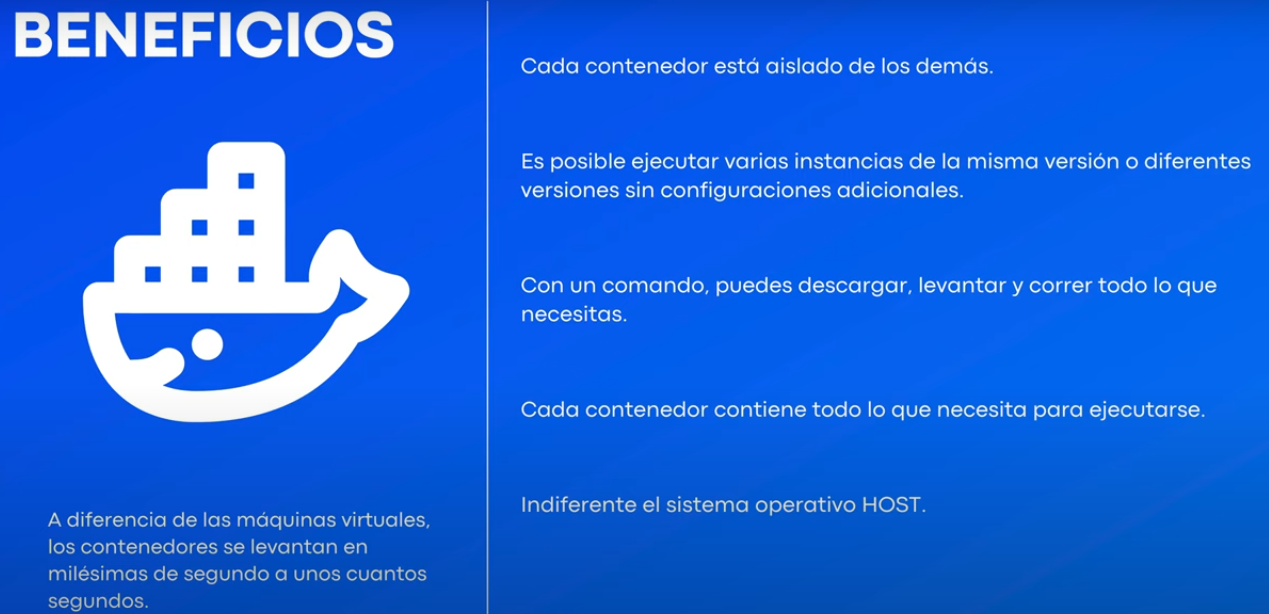 BENEFICIOS
A diferencia de las máquinas virtuales,
los contenedores se levantan en
milésimas de segundo a unos cuantos
segundos.
Cada contenedor está aislado de los demás.
Es posible ejecutar varias instancias de la misma versión o diferentes
versiones sin configuraciones adicionales.
Con un comando, puedes descargar, levantar y correr todo lo que
necesitas.
Cada contenedor contiene todo lo que necesita para ejecutarse.
Indiferente el sistema operativo HOST.